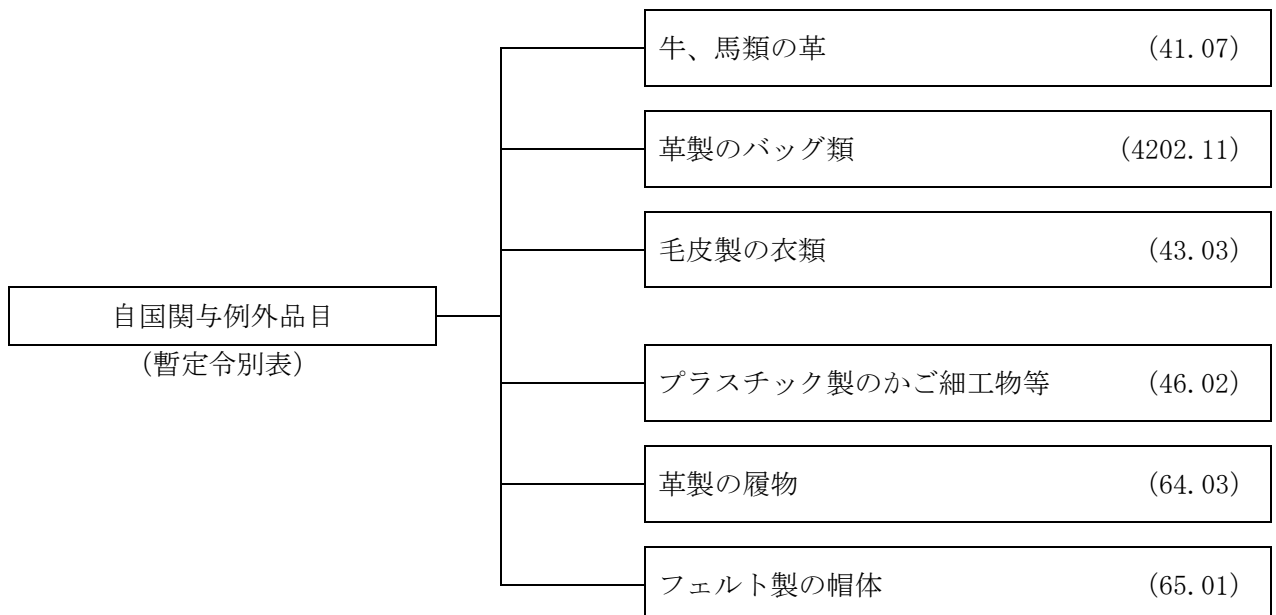 牛、馬類の革 (41.07)
革製のバッグ類 (4202.11)
毛皮製の衣類 (43.03)
自国関与例外品目
(暫定令別表)
プラスチック製のかご細工物等 (46.02)
革製の履物 (64.03)
フェルト製の帽体 (65.01)